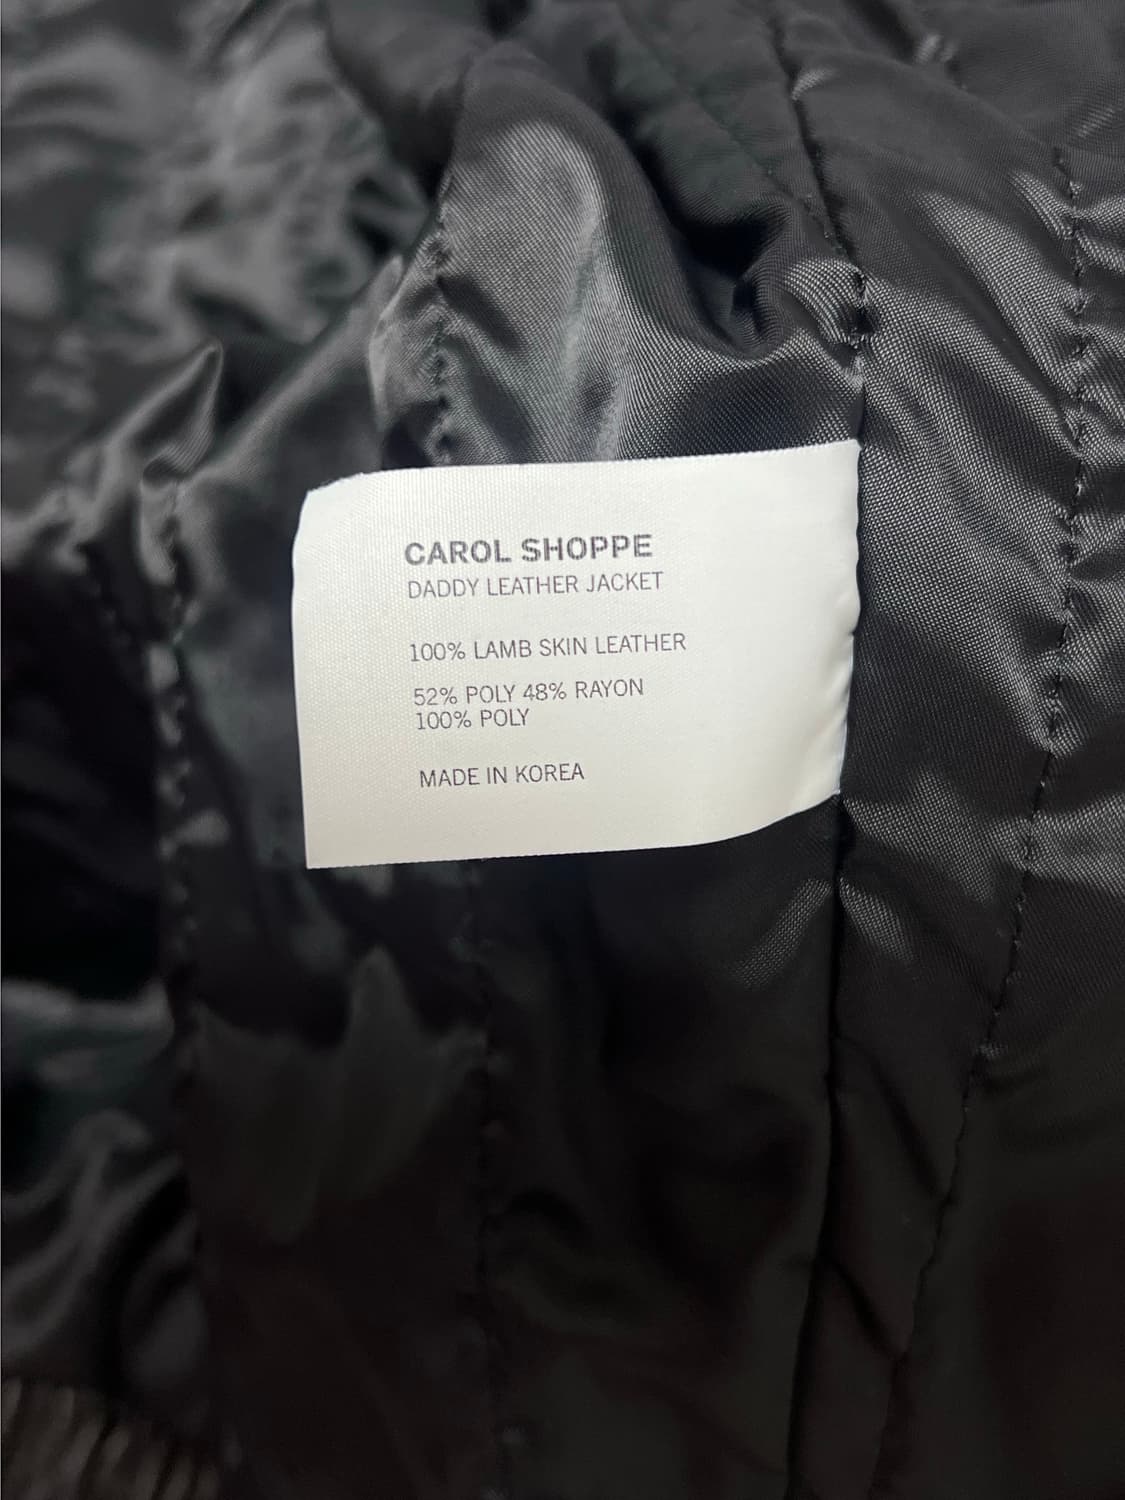 CAROL SHOPPE
DADDY LEATHER JACKET
100% LAMB SKIN LEATHER
52% POLY 48% RAYON
100% POLY
MADE IN KOREA